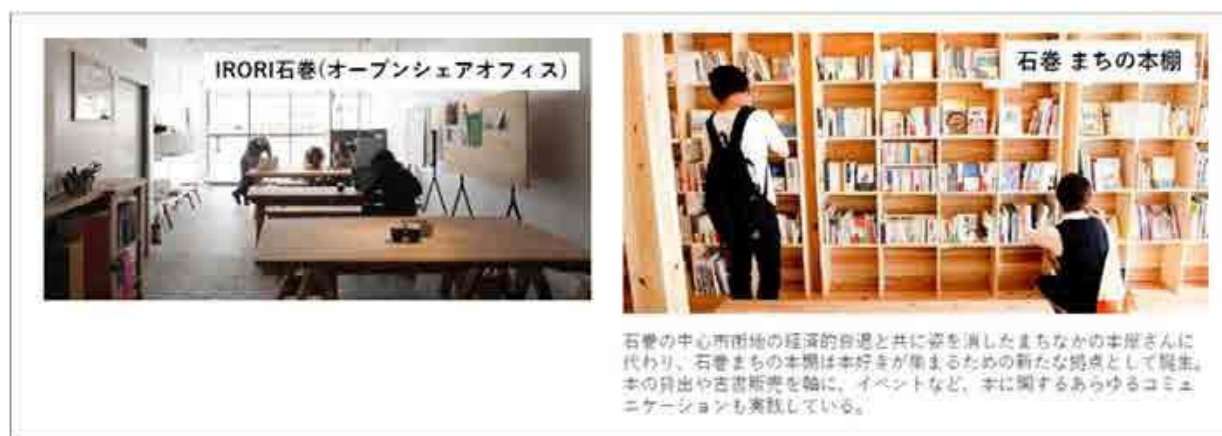 IRORI石巻(オープンシェアオフィス)
石巻 まちの本棚
石巻の中心市街地の経済的衰退と共に姿を消したまちなかの本屋さんに
代わり、石巻まちの本棚は本好きが集まるための新たな拠点として誕生。
本の貸出や古書販売を軸に、イベントなど、本に関するあらゆるコミュ
ニケーションも実践している。